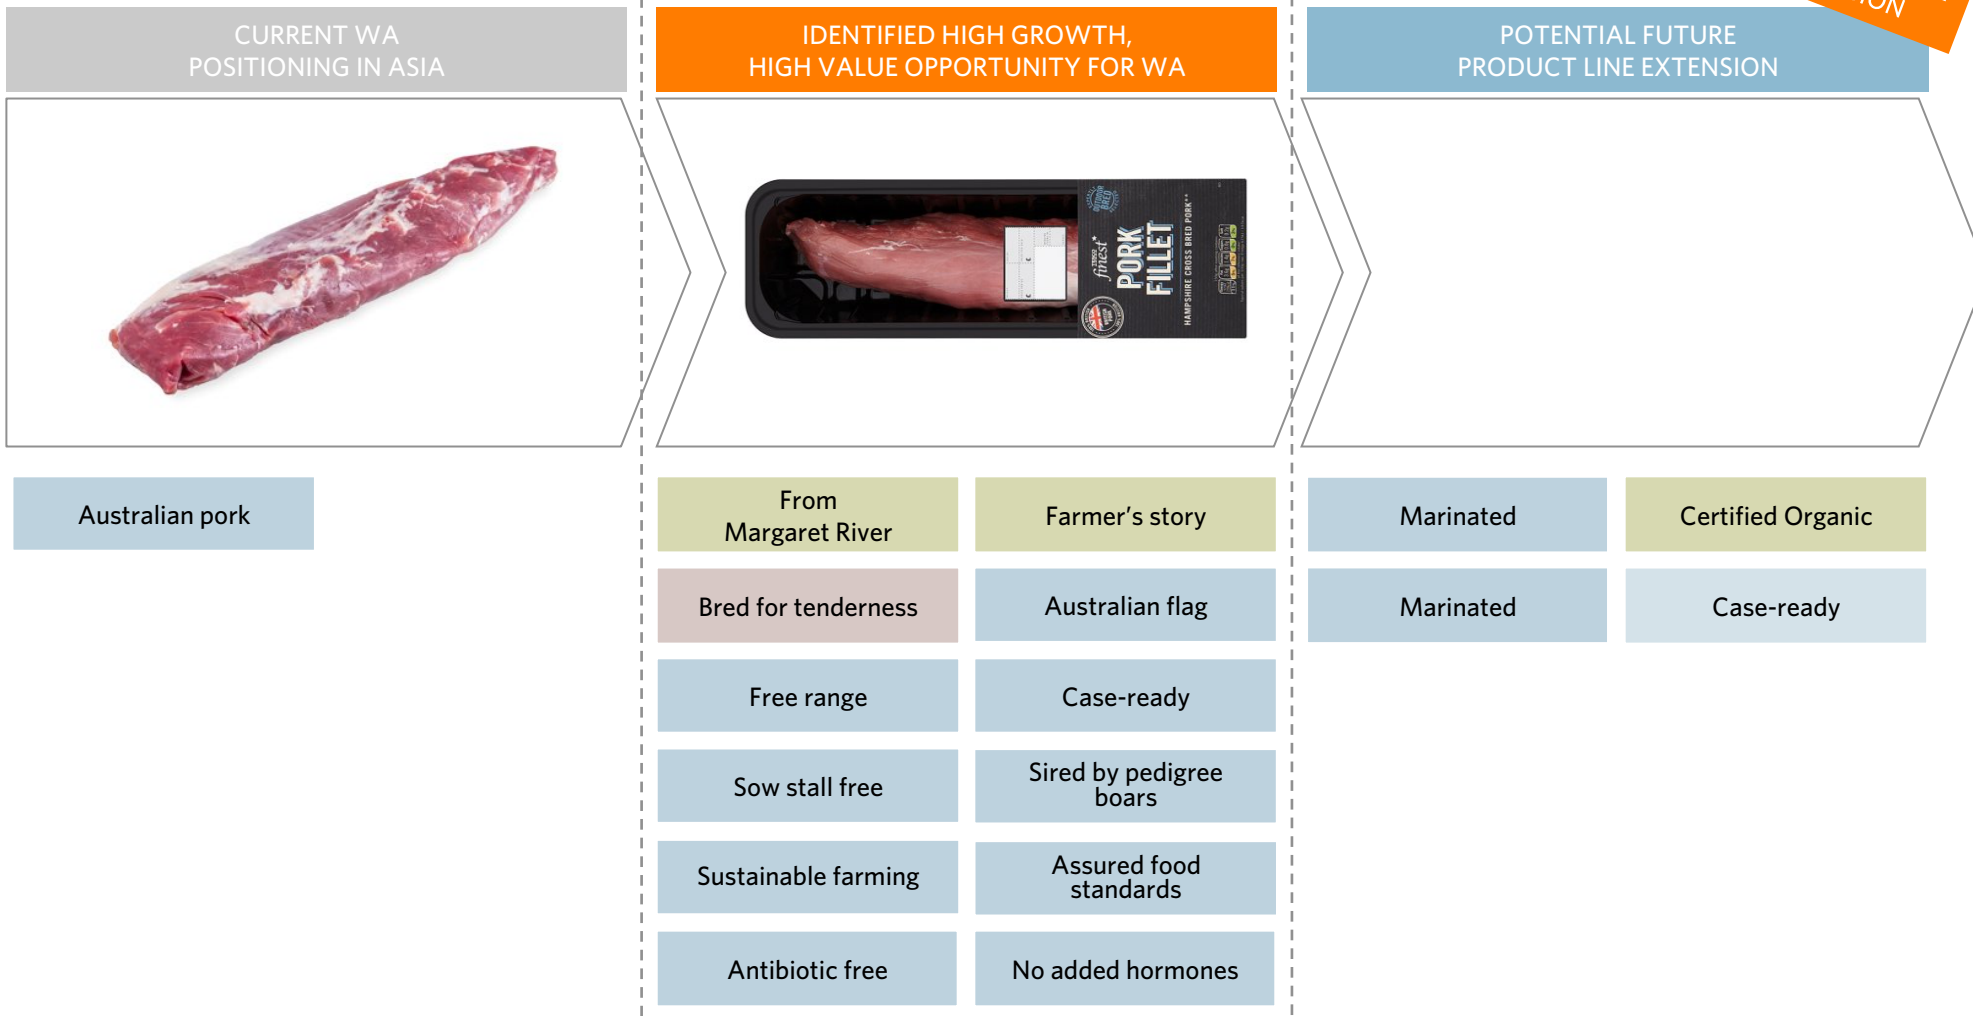 CURRENT WA
POSITIONING IN ASIA
IDENTIFIED HIGH GROWTH,
HIGH VALUE OPPORTUNITY FOR WA
POTENTIAL FUTURE
PRODUCT LINE EXTENSION
OUTDOOR
BRED
TESCO
finest*
PORK
FILLET
HAMPSHIRE CROSS BRED PORK**
Australian pork
From
Margaret River
Farmer's story
Marinated
Certified Organic
Bred for tenderness
Australian flag
Marinated
Case-ready
Free range
Case-ready
Sow stall free
Sired by pedigree
boars
Sustainable farming
Assured food
standards
Antibiotic free
No added hormones